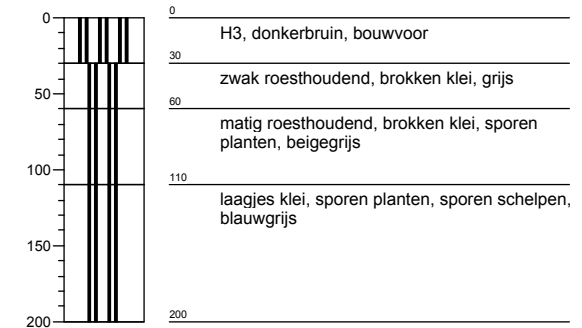 0
0
H3, donkerbruin, bouwvoor
30
zwak roesthoudend, brokken klei, grijs
50
60
matig roesthoudend, brokken klei, sporen
planten, beigegrijs
100
110
laagjes klei, sporen planten, sporen schelpen,
blauwgrijs
150
200
200